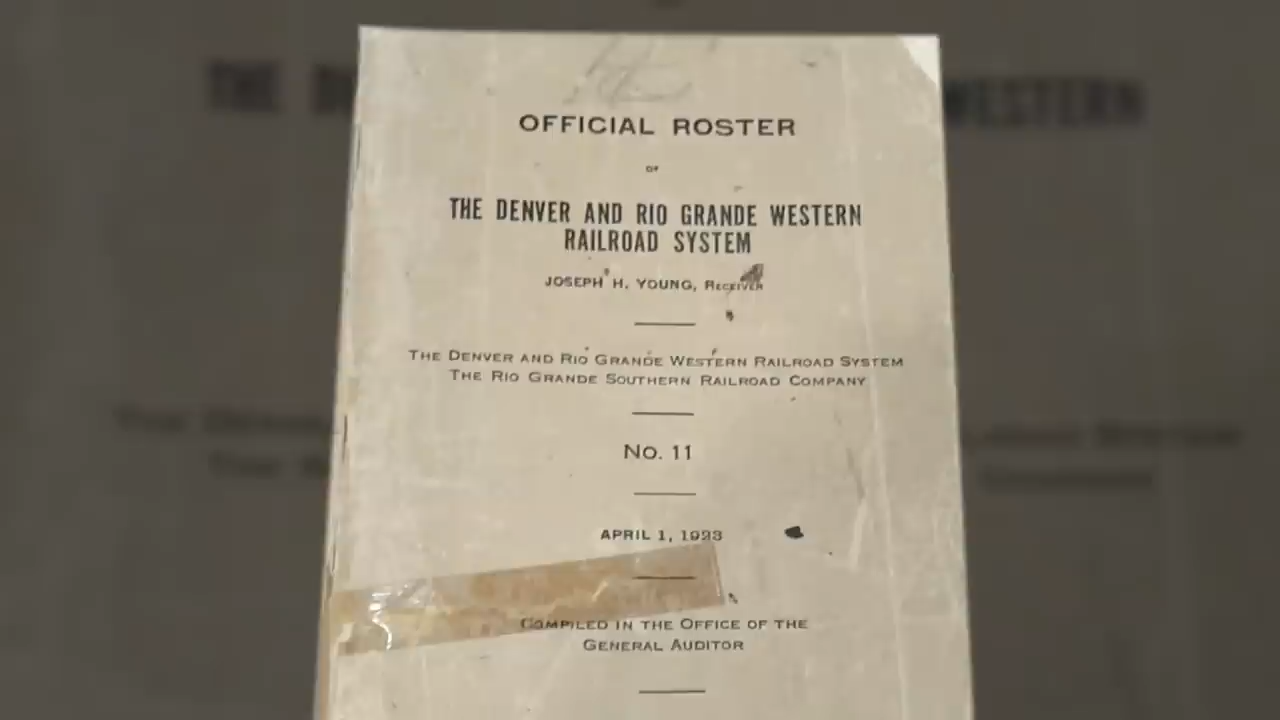 OFFICIAL ROSTER
OF
THE DENVER AND RIO GRANDE WESTERN
RAILROAD SYSTEM
JOSEPH H. YOUNG, RECEIVER
THE DENVER AND RIO GRANDE WESTERN RAILROAD SYSTEM
THE RIO GRANDE SOUTHERN RAILROAD COMPANY
No. 11
APRIL 1, 1923
COMPILED IN THE OFFICE OF THE
GENERAL AUDITOR